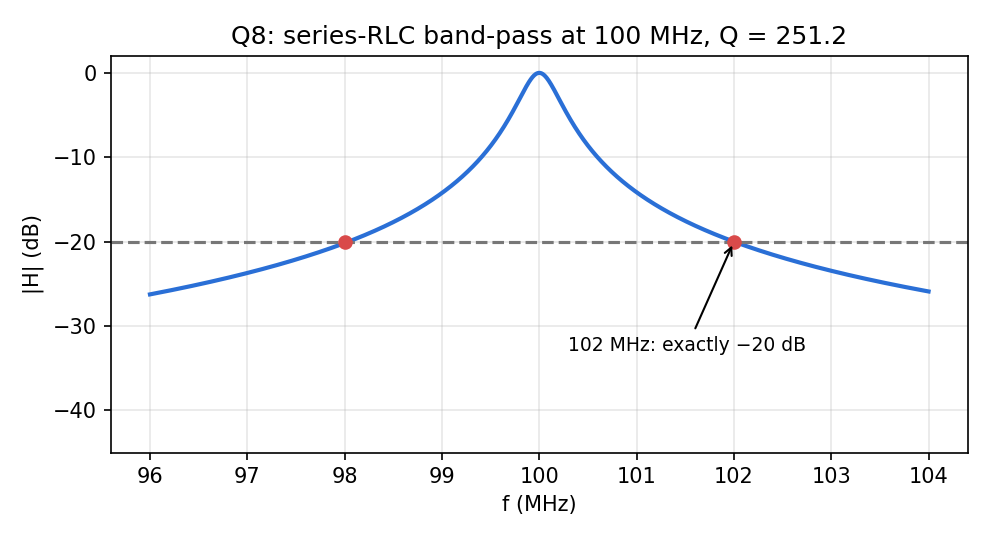 Q8: series-RLC band-pass at 100 MHz, Q = 251.2
|H| (dB)
0
−10
−20
−30
−40
102 MHz: exactly −20 dB
96 97 98 99 100 101 102 103 104
f (MHz)